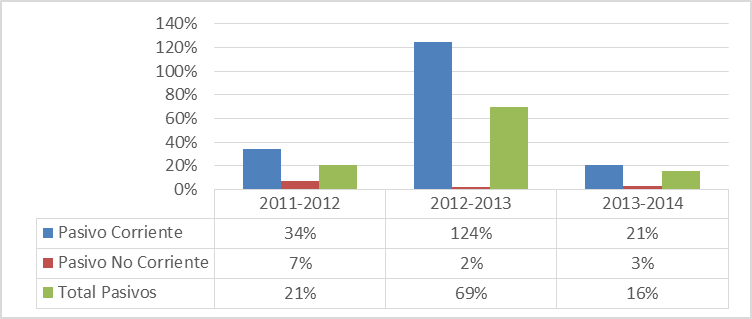 140%
120%
100%
80%
60%
40%
20%
0%
2011-2012 2012-2013 2013-2014
Pasivo Corriente 34% 124% 21%
Pasivo No Corriente 7% 2% 3%
Total Pasivos 21% 69% 16%